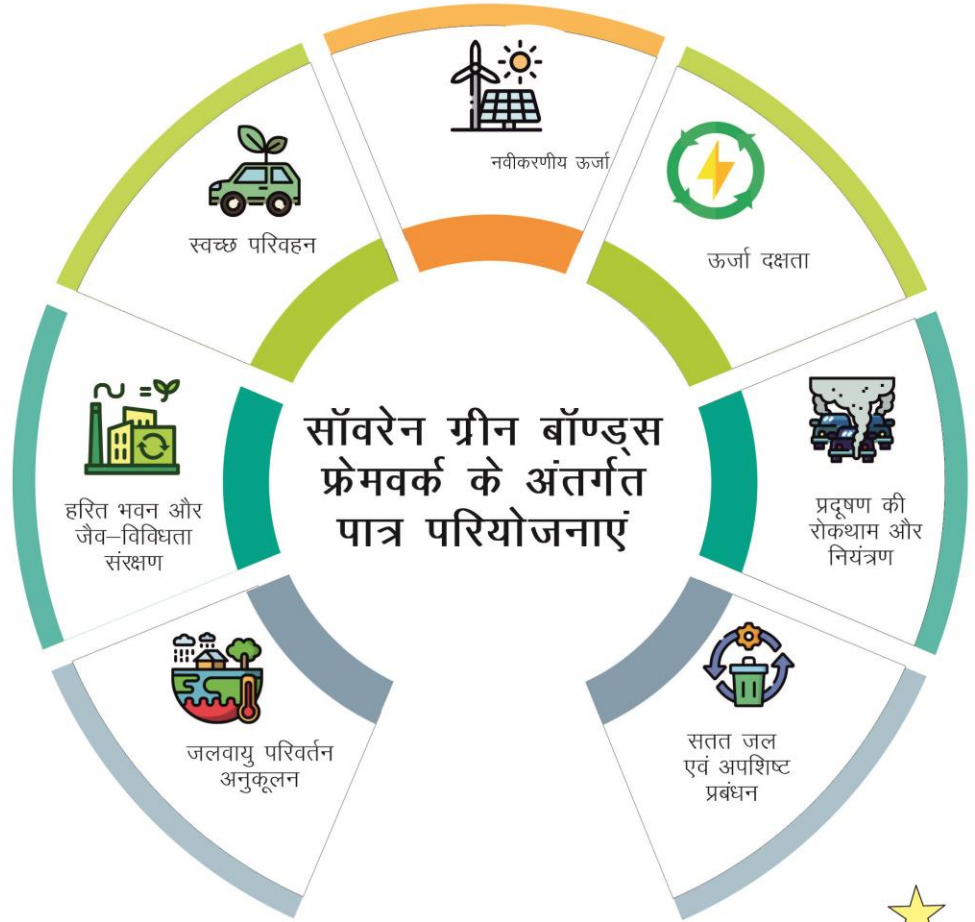 नवीकरणीय ऊर्जा
स्वच्छ परिवहन
ऊर्जा दक्षता
हरित भवन और
जैव–विविधता
संरक्षण
सॉवरेन ग्रीन बॉण्ड्स
फ्रेमवर्क के अंतर्गत
पात्र परियोजनाएं
प्रदूषण की
रोकथाम और
नियंत्रण
जलवायु परिवर्तन
अनुकूलन
सतत जल
एवं अपशिष्ट
प्रबंधन